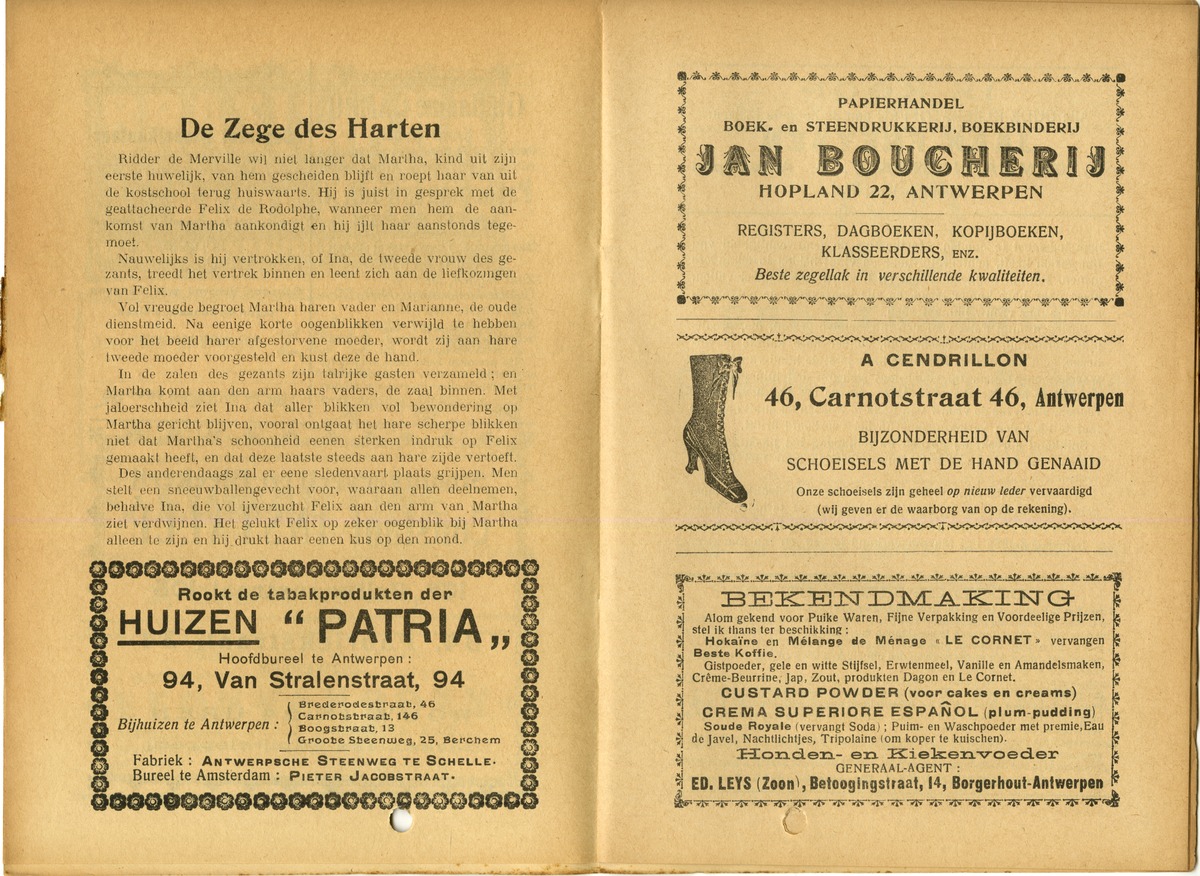 De Zege des Harten
Ridder de Merville wil niet langer dat Martha, kind uit zijn
eerste huwelijk, van hem gescheiden blijft en roept haar van uit
de kostschool terug huiswaarts. Hij is juist in gesprek met de
geattacheerde Felix de Rodolphe, wanneer men hem de aan-
komst van Martha aankondigt en hij ijlt haar aanstonds tege-
moet.
Nauwelijks is hij vertrokken, of Ina, de tweede vrouw des ge-
zants, treedt het vertrek binnen en leent zich aan de liefkozingen
van Felix.
Vol vreugde begroet Martha haren vader en Marianne, de oude
dienstmeid. Na eenige korte oogenblikken verwijld te hebben
voor het beeld harer afgestorvene moeder, wordt zij aan hare
tweede moeder voorgesteld en kust deze de hand.
In de zalen des gezants zijn talrijke gasten verzameld ; en
Martha komt aan den arm haars vaders, de zaal binnen. Met
jaloerschheid ziet Ina dat aller blikken vol bewondering op
Martha gericht blijven, vooral ontgaat het hare scherpe blikken
niet dat Martha's schoonheid eenen sterken indruk op Felix
gemaakt heeft, en dat deze laatste steeds aan hare zijde vertoeft.
Des anderendaags zal er eene sledenvaart plaats grijpen. Men
stelt een sneeuwballengevecht voor, waaraan allen deelnemen,
behalve Ina, die vol ijverzucht Felix aan den arm van Martha
ziet verdwijnen. Het gelukt Felix op zeker oogenblik bij Martha
alleen te zijn en hij drukt haar eenen kus op den mond.
Rookt de tabakprodukten der
HUIZEN “ PATRIA „
Hoofdbureel te Antwerpen :
94, Van Stralenstraat, 94
Bijhuizen te Antwerpen :
Brederodestraat, 46
Carnotstraat, 146
Boogstraat, 13
Groote Steenweg, 25, Berchem
Fabriek : ANTWERPSCHE STEENWEG TE SCHELLE.
Bureel te Amsterdam : PIETER JACOBSTRAAT.
PAPIERHANDEL
BOEK- en STEENDRUKKERIJ, BOEKBINDERIJ
JAN BOUCHERIJ
HOPLAND 22, ANTWERPEN
REGISTERS, DAGBOEKEN, KOPIJBOEKEN,
KLASSEERDERS, ENZ.
Beste zegellak in verschillende kwaliteiten.
A CENDRILLON
46, Carnotstraat 46, Antwerpen
BIJZONDERHEID VAN
SCHOEISELS MET DE HAND GENAAID
Onze schoeisels zijn geheel op nieuw leder vervaardigd
(wij geven er de waarborg van op de rekening).
BEKENDMAKING
Alom gekend voor Puike Waren, Fijne Verpakking en Voordeelige Prijzen,
stel ik thans ter beschikking :
Hokaïne en Mélange de Ménage « LE CORNET » vervangen
Beste Koffie.
Gistpoeder, gele en witte Stijfsel, Erwtenmeel, Vanille en Amandelsmaken,
Crême-Beurrine, Jap, Zout, produkten Dagon en Le Cornet.
CUSTARD POWDER (voor cakes en creams)
CREMA SUPERIORE ESPAÑOL (plum-pudding)
Soude Royale (vervangt Soda) ; Puim- en Waschpoeder met premie, Eau
de Javel, Nachtlichtjes, Tripolaine (om koper te kuischen).
Honden- en Kiekenvoeder
GENERAAL-AGENT :
ED. LEYS (Zoon), Betoogingstraat, 14, Borgerhout-Antwerpen